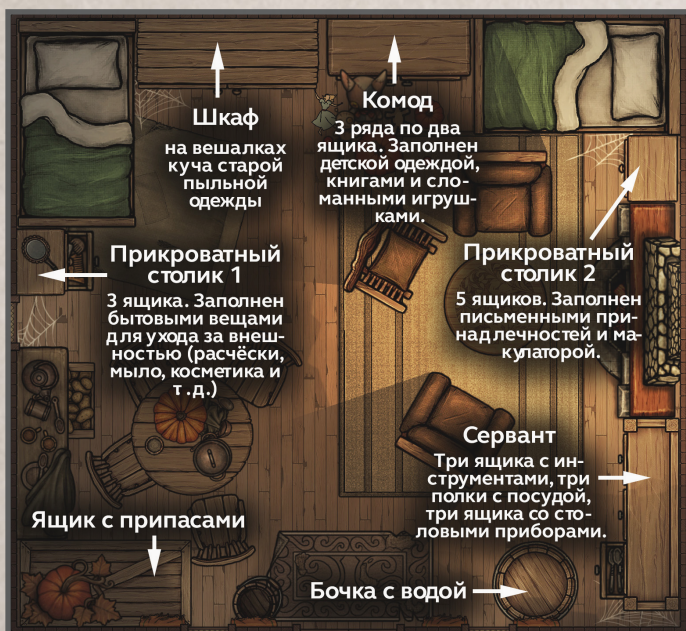 Шкаф
на вешалках
куча старой
пыльной
одежды
Комод
3 ряда по два
ящика. Заполнен
детской одеждой,
книгами и сло-
манными игруш-
ками.
Прикроватный
столик 1
3 ящика. Заполнен
бытовыми вещами
для ухода за внеш-
ностью (расчёски,
мыло, косметика и
т.д.)
Прикроватный
столик 2
5 ящиков. Заполнен
письменными при-
надлечностей и ма-
кулаторой.
Сервант
Три ящика с ин-
струментами, три
полки с посудой,
три ящика со сто-
ловыми приборами.
Ящик с припасами
Бочка с водой